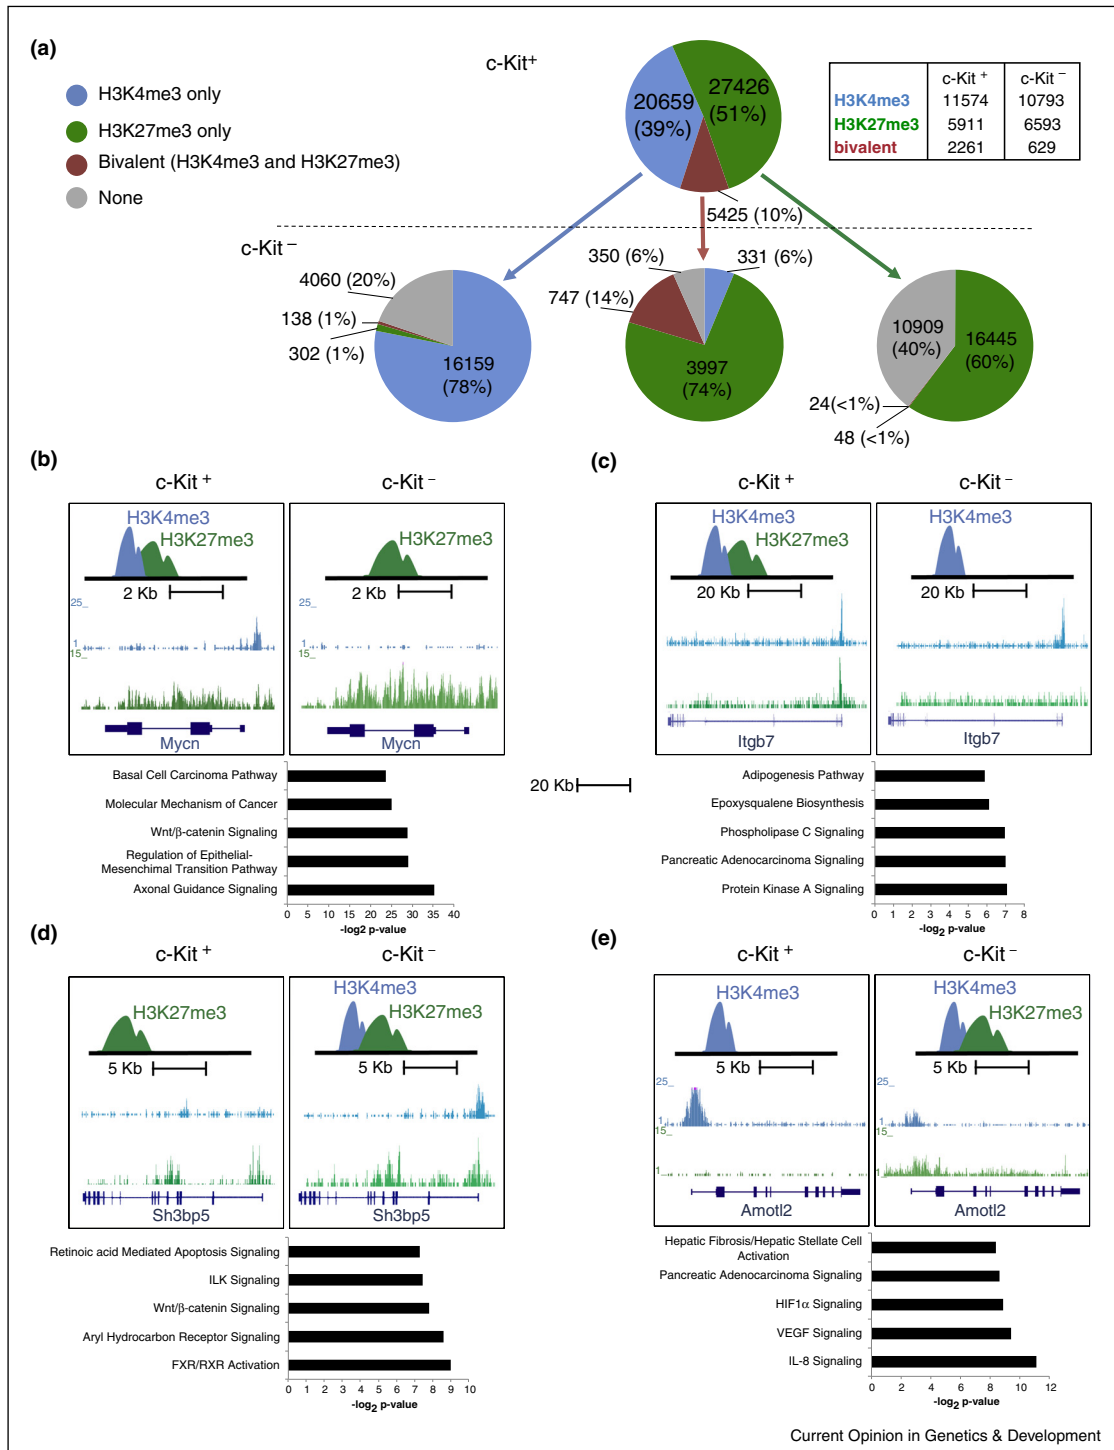 (a)
c-Kit+
H3K4me3 only
H3K27me3 only
Bivalent (H3K4me3 and H3K27me3)
None
20659
(39%)
27426
(51%)
5425 (10%)
c-Kit + c-Kit −
H3K4me3 11574 10793
H3K27me3 5911 6593
bivalent 2261 629
c-Kit −
4060 (20%)
138 (1%)
302 (1%)
16159
(78%)
350 (6%)
331 (6%)
747 (14%)
3997
(74%)
10909
(40%)
16445
(60%)
24(<1%)
48 (<1%)
(b)
c-Kit + c-Kit −
H3K4me3
H3K27me3
2 Kb
25_
1
15_
Mycn
H3K27me3
2 Kb
Mycn
Basal Cell Carcinoma Pathway
Molecular Mechanism of Cancer
Wnt/β-catenin Signaling
Regulation of Epithelial-
Mesenchimal Transition Pathway
Axonal Guidance Signaling
0 5 10 15 20 25 30 35 40
-log2 p-value
20 Kb
(c)
c-Kit + c-Kit −
H3K4me3
H3K27me3
20 Kb
Itgb7
H3K4me3
20 Kb
Itgb7
Adipogenesis Pathway
Epoxysqualene Biosynthesis
Phospholipase C Signaling
Pancreatic Adenocarcinoma Signaling
Protein Kinase A Signaling
0 1 2 3 4 5 6 7 8
-log2 p-value
(d)
c-Kit + c-Kit −
H3K27me3
5 Kb
Sh3bp5
H3K4me3
H3K27me3
5 Kb
Sh3bp5
Retinoic acid Mediated Apoptosis Signaling
ILK Signaling
Wnt/β-catenin Signaling
Aryl Hydrocarbon Receptor Signaling
FXR/RXR Activation
0 1 2 3 4 5 6 7 8 9 10
-log2 p-value
(e)
c-Kit + c-Kit −
H3K4me3
5 Kb
25_
1
15_
1
Amotl2
H3K4me3
H3K27me3
5 Kb
25_
1
15_
1
Amotl2
Hepatic Fibrosis/Hepatic Stellate Cell
Activation
Pancreatic Adenocarcinoma Signaling
HIF1α Signaling
VEGF Signaling
IL-8 Signaling
0 2 4 6 8 10 12
-log2 p-value
Current Opinion in Genetics & Development